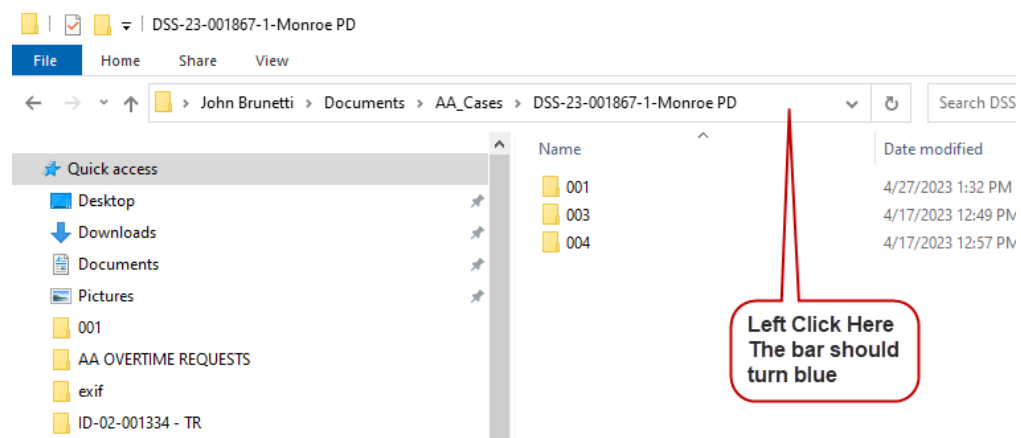 DSS-23-001867-1-Monroe PD
File Home Share View
John Brunetti > Documents > AA_Cases > DSS-23-001867-1-Monroe PD
Search DSS
Quick access
Desktop
Downloads
Documents
Pictures
001
AA OVERTIME REQUESTS
exif
ID-02-001334 - TR
Name Date modified
001 4/27/2023 1:32 PM
003 4/17/2023 12:49 PM
004 4/17/2023 12:57 PM
Left Click Here
The bar should
turn blue